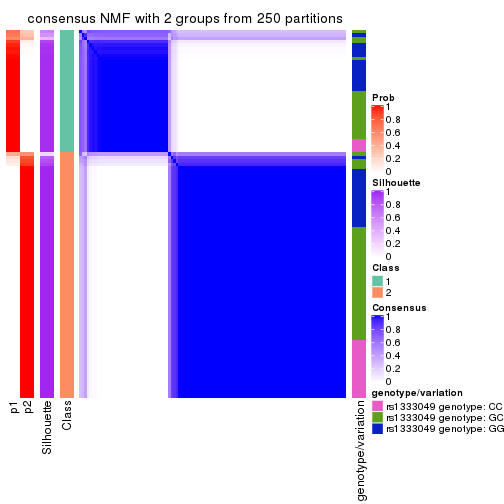 consensus NMF with 2 groups from 250 partitions
Prob
1
0.8
0.6
0.4
0.2
0
Silhouette
1
0.8
0.6
0.4
0.2
0
Class
1
2
Consensus
1
0.8
0.6
0.4
0.2
0
genotype/variation
rs1333049 genotype: CC
rs1333049 genotype: GC
rs1333049 genotype: GG
p1
p2
Silhouette
Class
genotype/variation